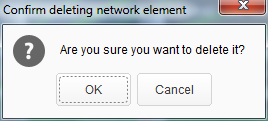 Confirm deleting network element
Are you sure you want to delete it?
OK
Cancel